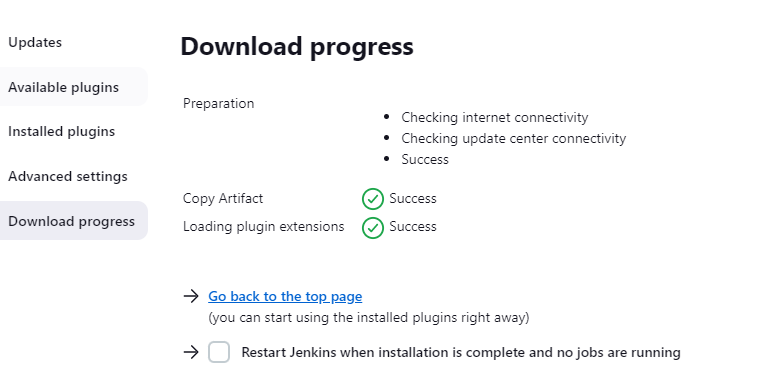 Updates
Available plugins
Installed plugins
Advanced settings
Download progress
Download progress
Preparation
Checking internet connectivity
Checking update center connectivity
Success
Copy Artifact Success
Loading plugin extensions Success
Go back to the top page
(you can start using the installed plugins right away)
Restart Jenkins when installation is complete and no jobs are running